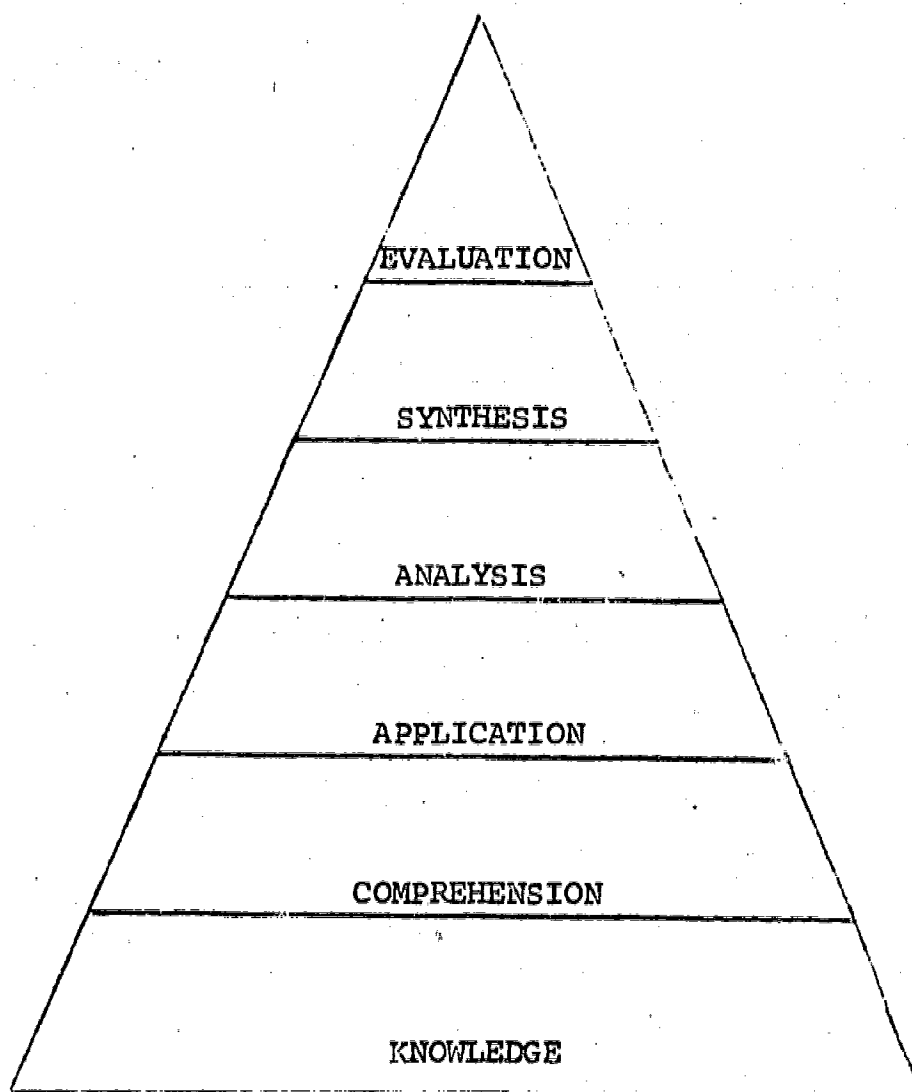 EVALUATION
SYNTHESIS
ANALYSIS
APPLICATION
COMPREHENSION
KNOWLEDGE